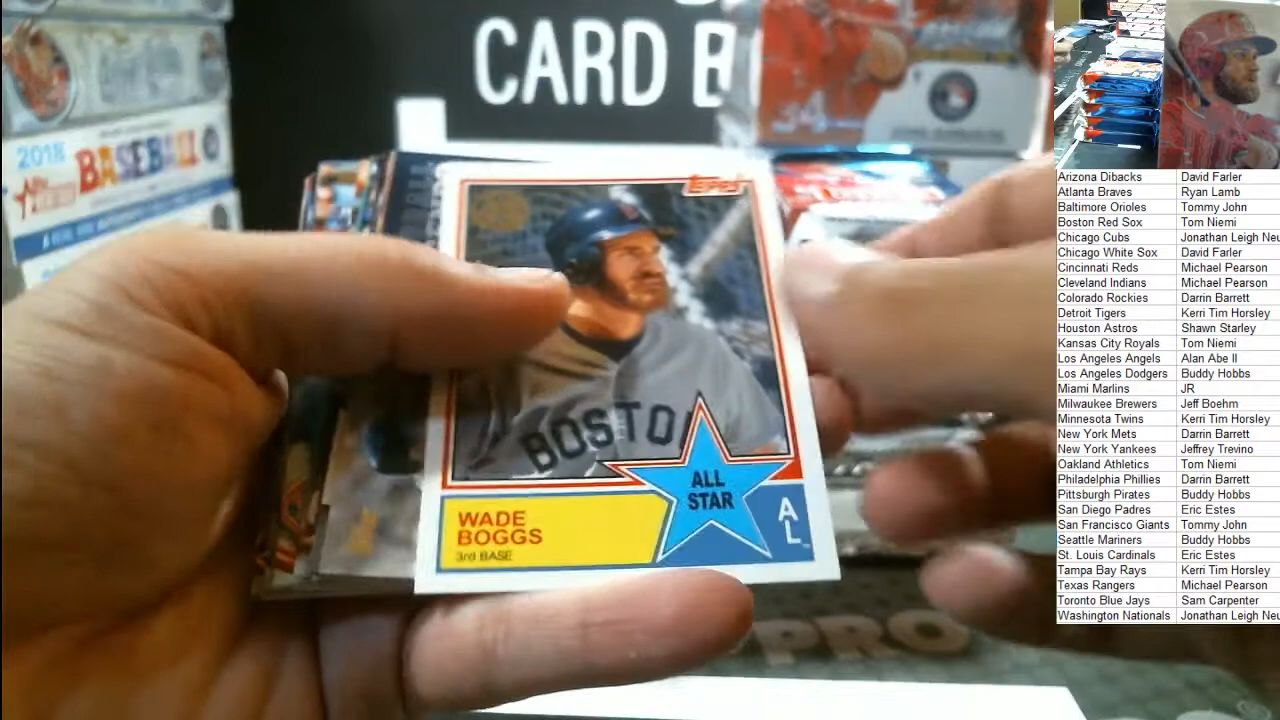 CARD B
2018
BASEBALL
34
Topps
BOSTO
ALL
STAR
A
L
WADE
BOGGS
3rd BASE
PRO
Arizona Dibacks David Farler
Atlanta Braves Ryan Lamb
Baltimore Orioles Tommy John
Boston Red Sox Tom Niemi
Chicago Cubs Jonathan Leigh Neu
Chicago White Sox David Farler
Cincinnati Reds Michael Pearson
Cleveland Indians Michael Pearson
Colorado Rockies Darrin Barrett
Detroit Tigers Kerri Tim Horsley
Houston Astros Shawn Starley
Kansas City Royals Tom Niemi
Los Angeles Angels Alan Abe II
Los Angeles Dodgers Buddy Hobbs
Miami Marlins JR
Milwaukee Brewers Jeff Boehm
Minnesota Twins Kerri Tim Horsley
New York Mets Darrin Barrett
New York Yankees Jeffrey Trevino
Oakland Athletics Tom Niemi
Philadelphia Phillies Darrin Barrett
Pittsburgh Pirates Buddy Hobbs
San Diego Padres Eric Estes
San Francisco Giants Tommy John
Seattle Mariners Buddy Hobbs
St. Louis Cardinals Eric Estes
Tampa Bay Rays Kerri Tim Horsley
Texas Rangers Michael Pearson
Toronto Blue Jays Sam Carpenter
Washington Nationals Jonathan Leigh Neu